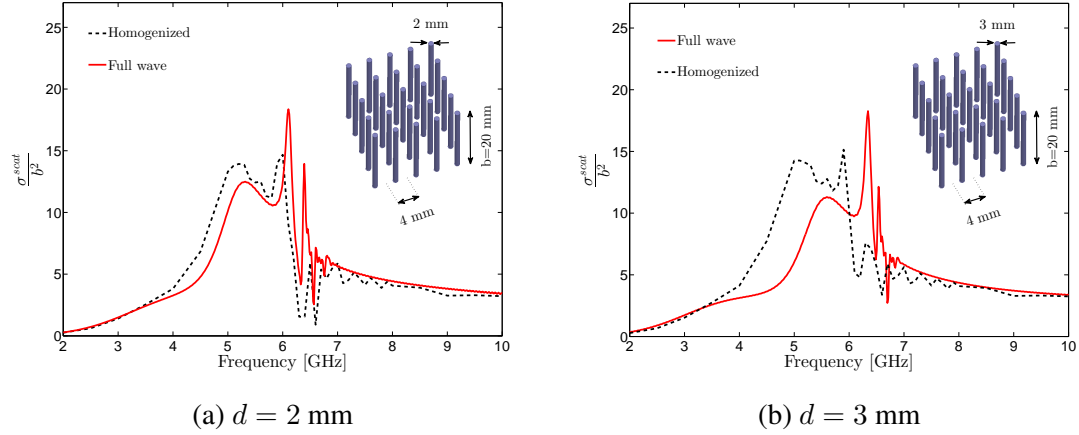 25
20
15
10
5
0
σ^scat / b²
Homogenized
Full wave
2 mm
b=20 mm
4 mm
2 3 4 5 6 7 8 9 10
Frequency [GHz]
(a) d = 2 mm
25
20
15
10
5
0
σ^scat / b²
Full wave
Homogenized
3 mm
b=20 mm
4 mm
2 3 4 5 6 7 8 9 10
Frequency [GHz]
(b) d = 3 mm